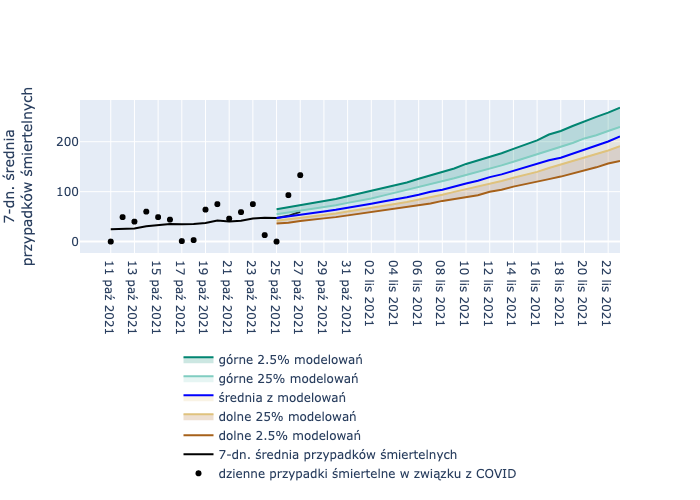 7-dn. średnia
przypadków śmiertelnych
200
100
0
11 paź 2021
13 paź 2021
15 paź 2021
17 paź 2021
19 paź 2021
21 paź 2021
23 paź 2021
25 paź 2021
27 paź 2021
29 paź 2021
31 paź 2021
02 lis 2021
04 lis 2021
06 lis 2021
08 lis 2021
10 lis 2021
12 lis 2021
14 lis 2021
16 lis 2021
18 lis 2021
20 lis 2021
22 lis 2021
górne 2.5% modelowań
górne 25% modelowań
średnia z modelowań
dolne 25% modelowań
dolne 2.5% modelowań
7-dn. średnia przypadków śmiertelnych
dzienne przypadki śmiertelne w związku z COVID